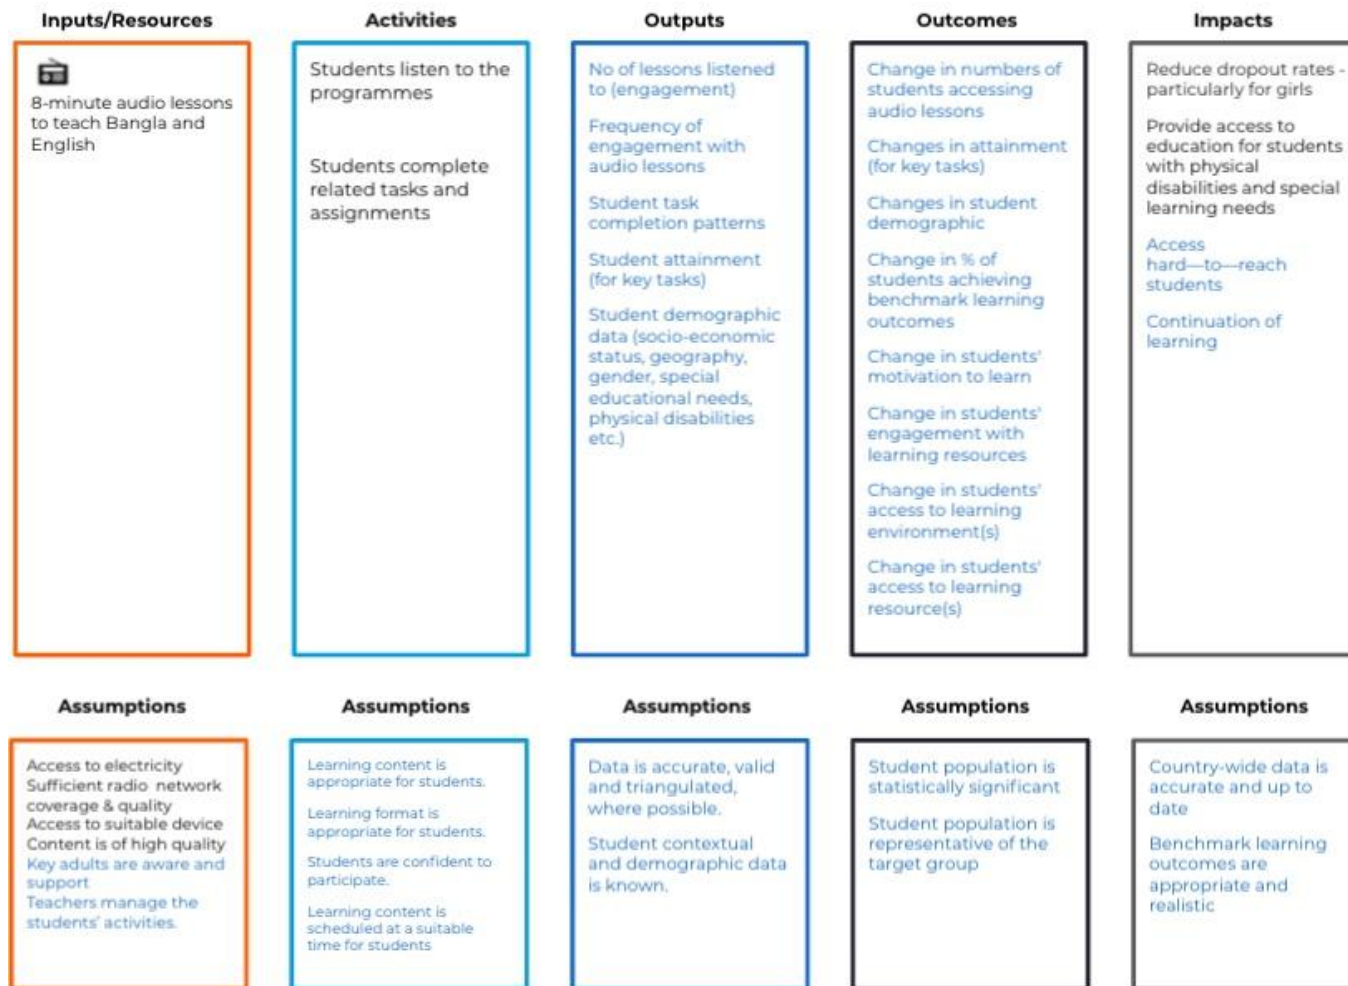 Inputs/Resources
8-minute audio lessons
to teach Bangla and
English
Activities
Students listen to the
programmes
Students complete
related tasks and
assignments
Outputs
No of lessons listened
to (engagement)
Frequency of
engagement with
audio lessons
Student task
completion patterns
Student attainment
(for key tasks)
Student demographic
data (socio-economic
status, geography,
gender, special
educational needs,
physical disabilities
etc.)
Outcomes
Change in numbers of
students accessing
audio lessons
Changes in attainment
(for key tasks)
Changes in student
demographic
Change in % of
students achieving
benchmark learning
outcomes
Change in students'
motivation to learn
Change in students'
engagement with
learning resources
Change in students'
access to learning
environment(s)
Change in students'
access to learning
resource(s)
Impacts
Reduce dropout rates -
particularly for girls
Provide access to
education for students
with physical
disabilities and special
learning needs
Access
hard—to—reach
students
Continuation of
learning
Assumptions
Access to electricity
Sufficient radio network
coverage & quality
Access to suitable device
Content is of high quality
Key adults are aware and
support
Teachers manage the
students' activities.
Assumptions
Learning content is
appropriate for students.
Learning format is
appropriate for students.
Students are confident to
participate.
Learning content is
scheduled at a suitable
time for students
Assumptions
Data is accurate, valid
and triangulated,
where possible.
Student contextual
and demographic data
is known.
Assumptions
Student population is
statistically significant
Student population is
representative of the
target group
Assumptions
Country-wide data is
accurate and up to
date
Benchmark learning
outcomes are
appropriate and
realistic